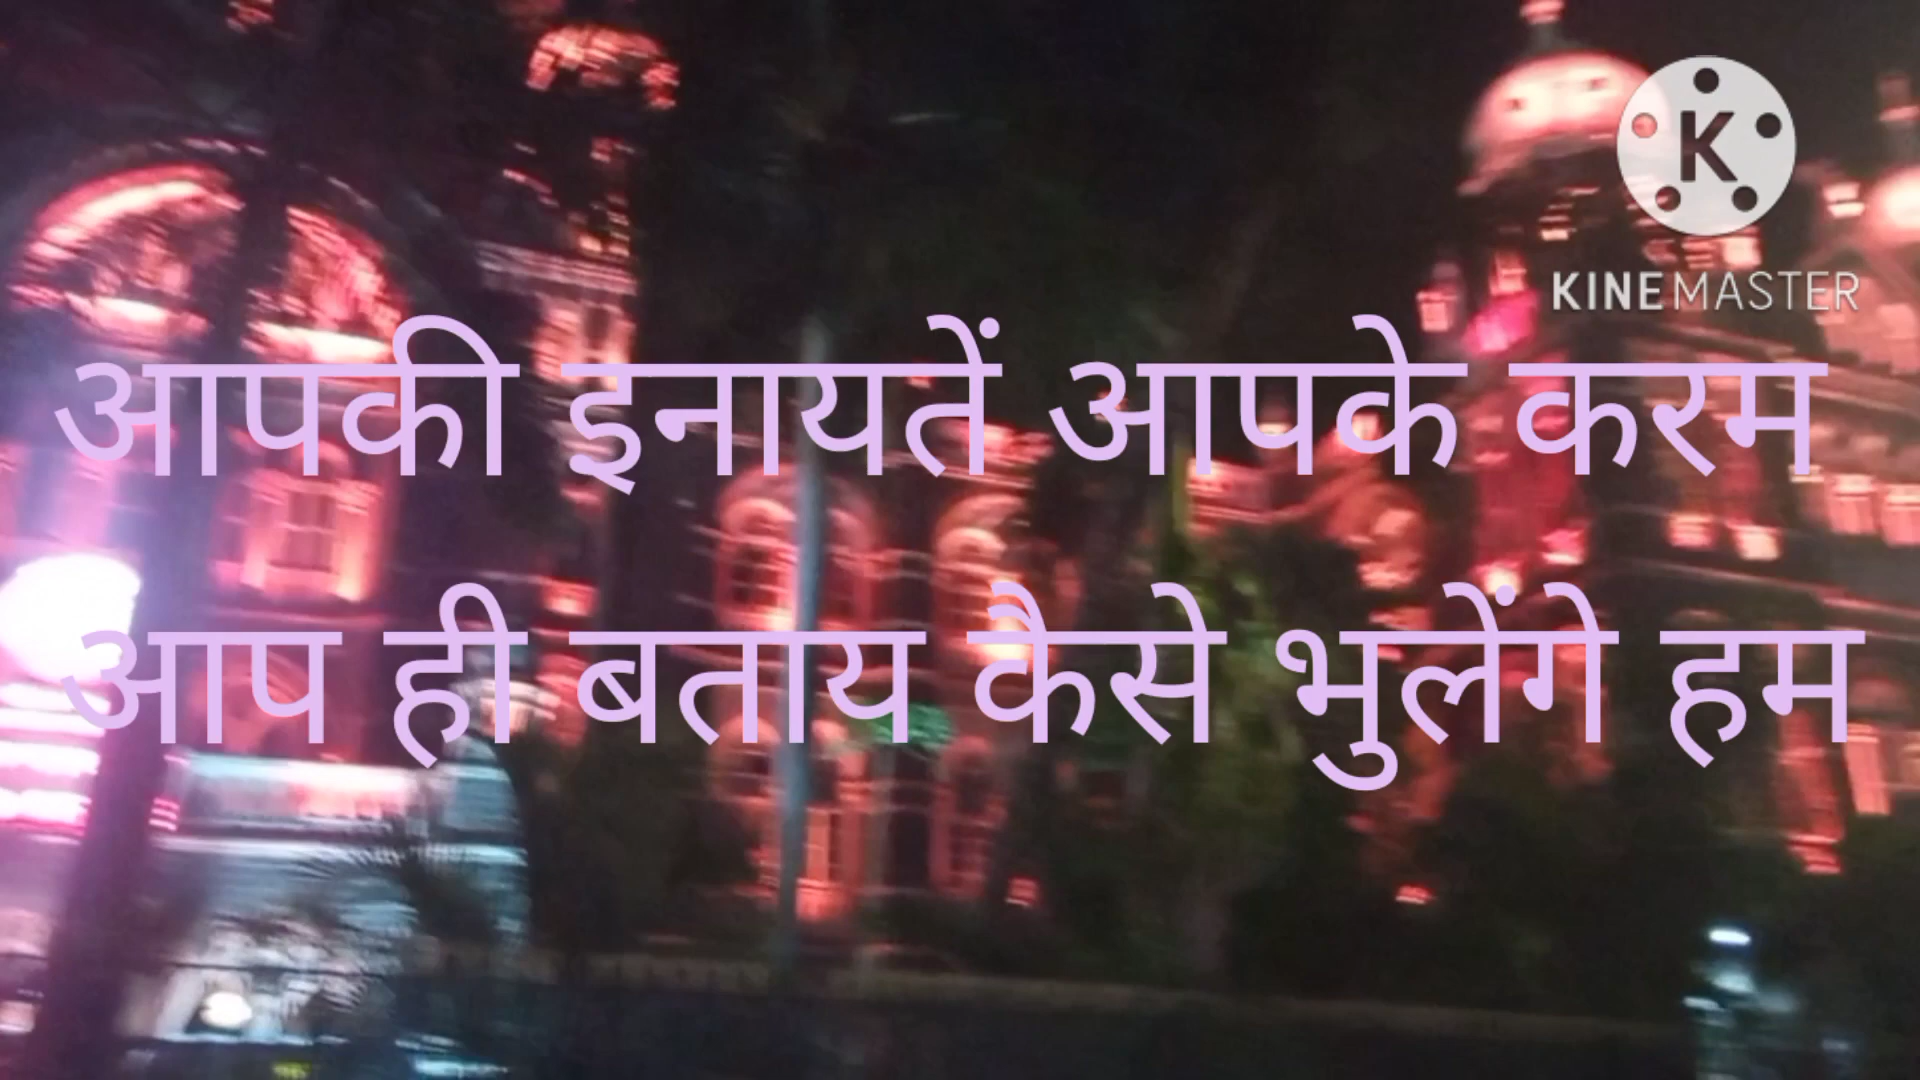 KINEMASTER
आपकी इनायतें आपके करम
आप ही बताय कैसे भुलेंगे हम